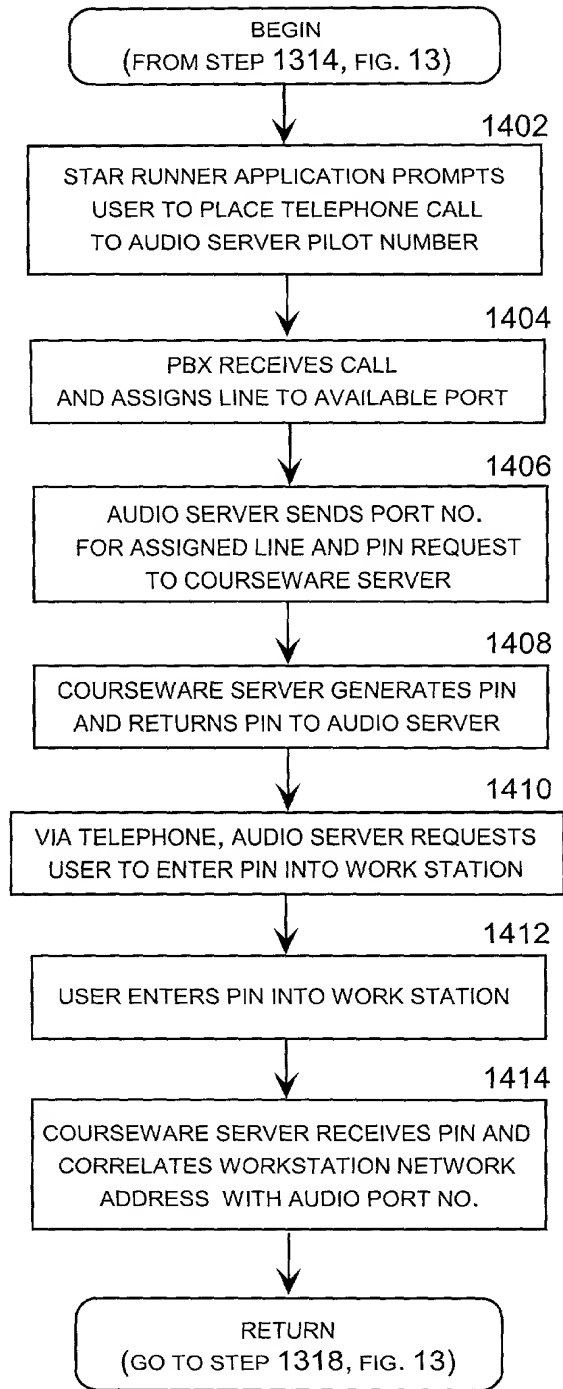 BEGIN
(FROM STEP 1314, FIG. 13)
1402
STAR RUNNER APPLICATION PROMPTS
USER TO PLACE TELEPHONE CALL
TO AUDIO SERVER PILOT NUMBER
1404
PBX RECEIVES CALL
AND ASSIGNS LINE TO AVAILABLE PORT
1406
AUDIO SERVER SENDS PORT NO.
FOR ASSIGNED LINE AND PIN REQUEST
TO COURSEWARE SERVER
1408
COURSEWARE SERVER GENERATES PIN
AND RETURNS PIN TO AUDIO SERVER
1410
VIA TELEPHONE, AUDIO SERVER REQUESTS
USER TO ENTER PIN INTO WORK STATION
1412
USER ENTERS PIN INTO WORK STATION
1414
COURSEWARE SERVER RECEIVES PIN AND
CORRELATES WORKSTATION NETWORK
ADDRESS WITH AUDIO PORT NO.
RETURN
(GO TO STEP 1318, FIG. 13)